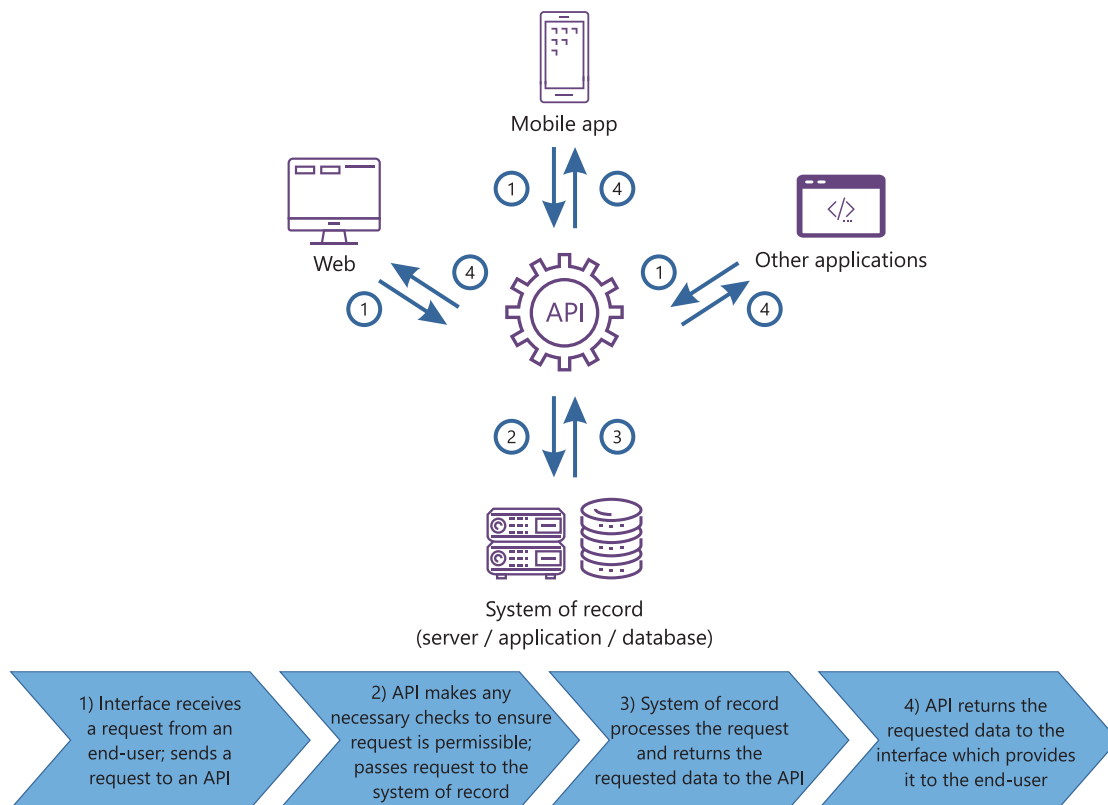 Mobile app
1
4
Web
4
1
API
1
4
Other applications
2
3
System of record
(server / application / database)
1) Interface receives
a request from an
end-user; sends a
request to an API
2) API makes any
necessary checks to ensure
request is permissible;
passes request to the
system of record
3) System of record
processes the request
and returns the
requested data to the API
4) API returns the
requested data to the
interface which provides
it to the end-user